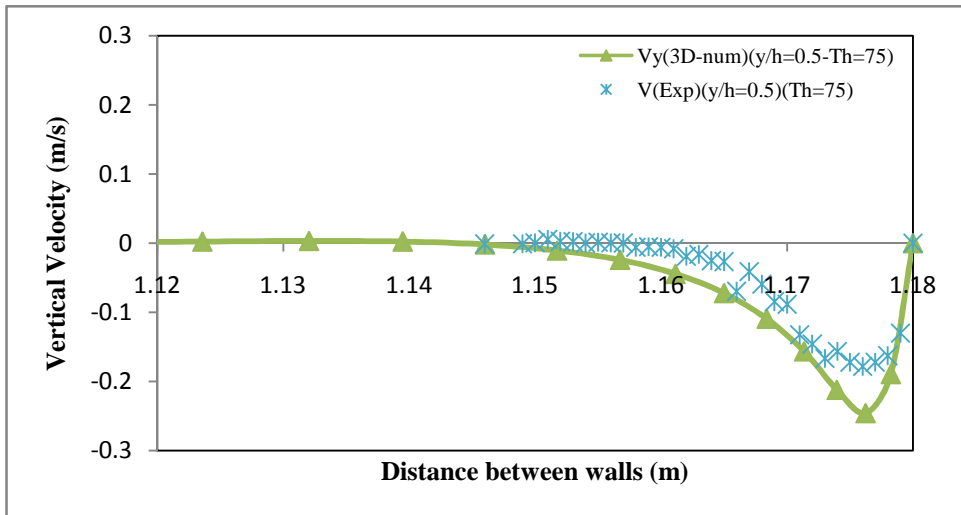 0.3
0.2
0.1
0
-0.1
-0.2
-0.3
Vertical Velocity (m/s)
Vy(3D-num)(y/h=0.5-Th=75)
V(Exp)(y/h=0.5)(Th=75)
1.12 1.13 1.14 1.15 1.16 1.17 1.18
Distance between walls (m)